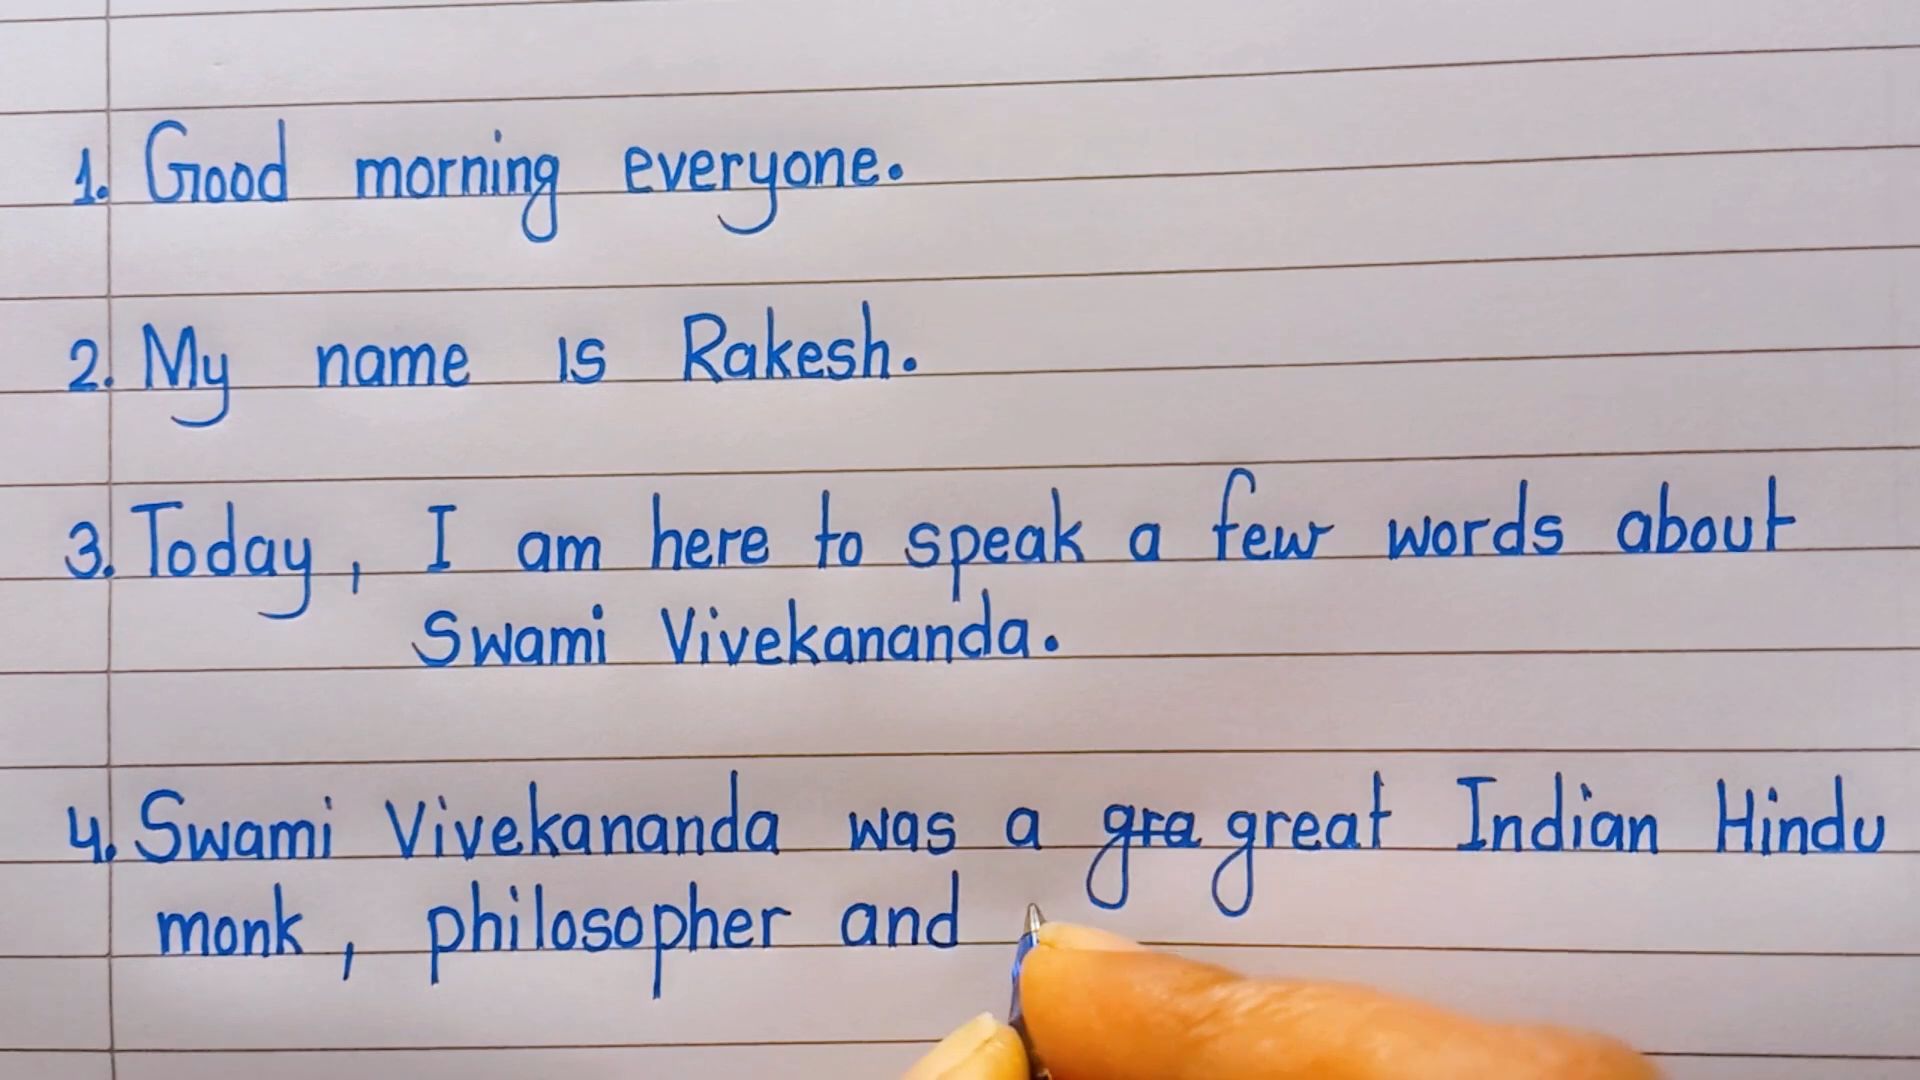 1. Good morning everyone.
2. My name is Rakesh.
3. Today, I am here to speak a few words about
Swami Vivekananda.
4. Swami Vivekananda was a gra great Indian Hindu
monk, philosopher and